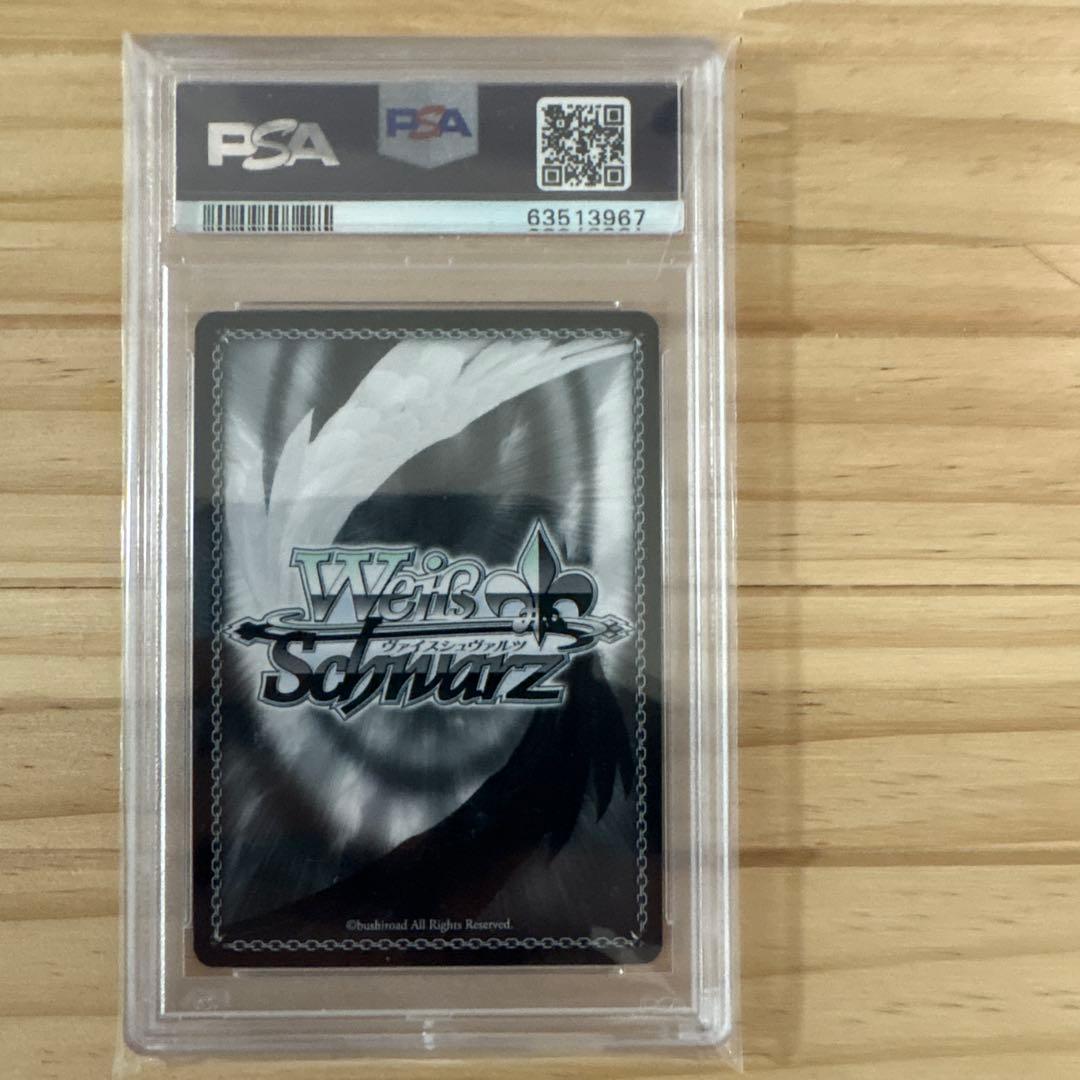 PSA
PSA
63513967
Weiß
ヴァイスシュヴァルツ
Schwarz
©bushiroad All Rights Reserved.